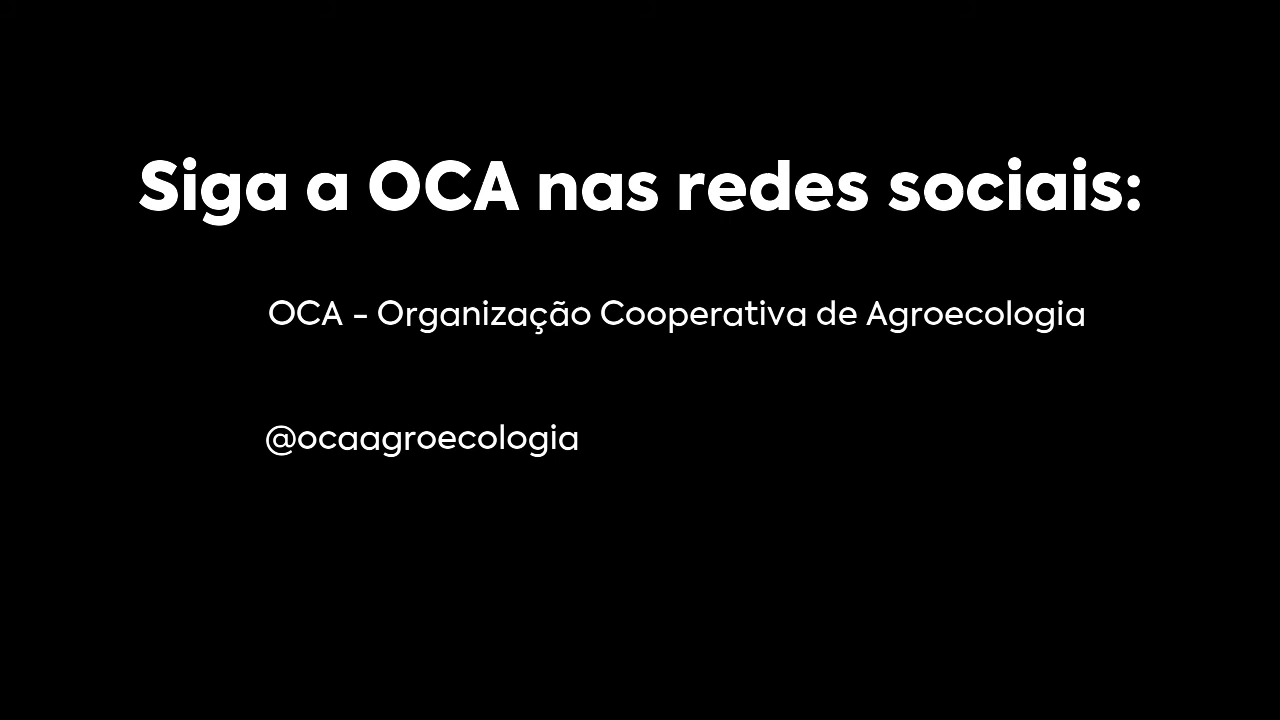 Siga a OCA nas redes sociais:
OCA - Organização Cooperativa de Agroecologia
@ocaagroecologia